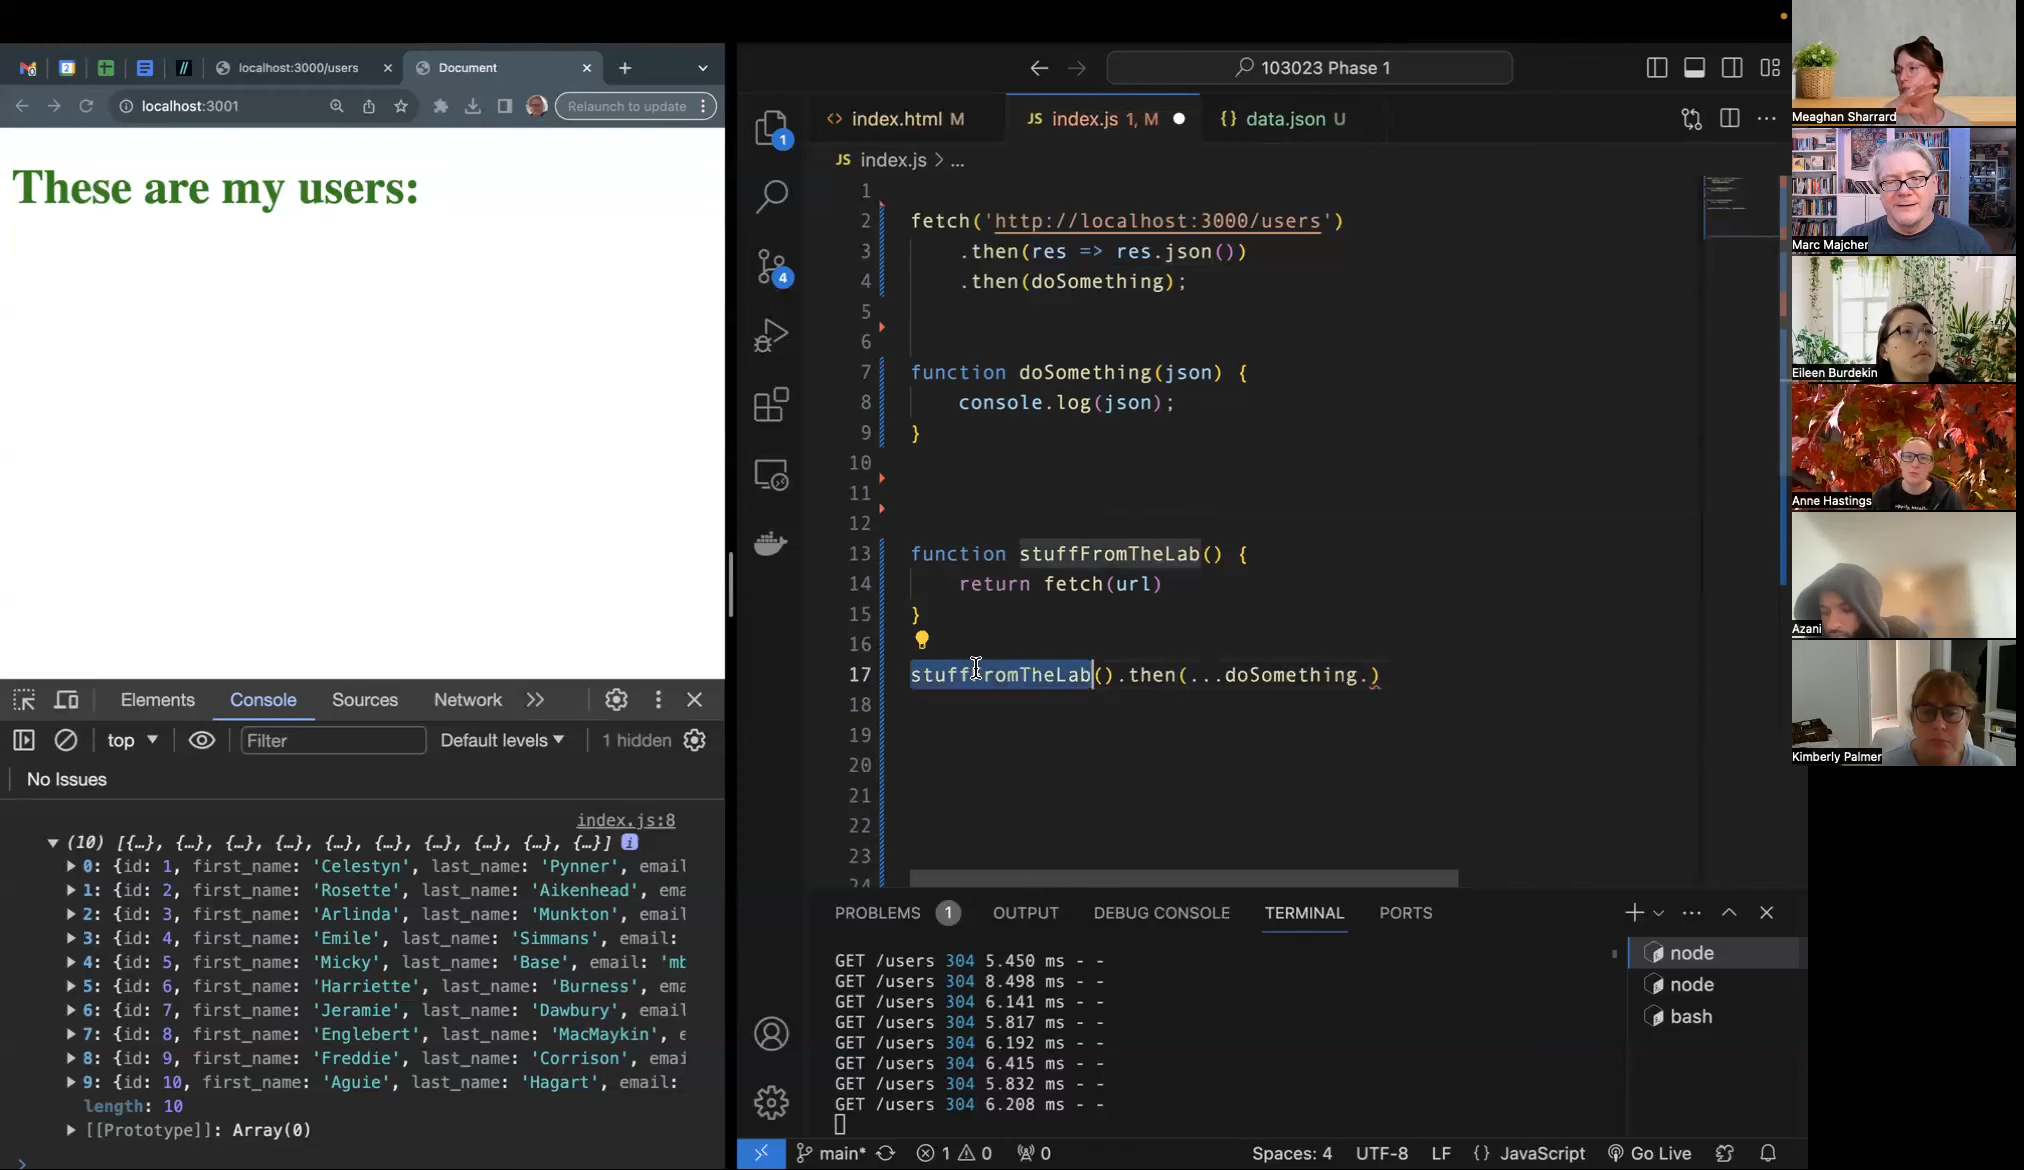 localhost:3000/users
Document
localhost:3001
Relaunch to update
These are my users:
Elements
Console
Sources
Network
top
Filter
Default levels
1 hidden
No Issues
index.js:8
(10) [{…}, {…}, {…}, {…}, {…}, {…}, {…}, {…}, {…}, {…}]
0: {id: 1, first_name: 'Celestyn', last_name: 'Pynner', email
1: {id: 2, first_name: 'Rosette', last_name: 'Aikenhead', ema
2: {id: 3, first_name: 'Arlinda', last_name: 'Munkton', email
3: {id: 4, first_name: 'Emile', last_name: 'Simmans', email:
4: {id: 5, first_name: 'Micky', last_name: 'Base', email: 'mb
5: {id: 6, first_name: 'Harriette', last_name: 'Burness', ema
6: {id: 7, first_name: 'Jeramie', last_name: 'Dawbury', email
7: {id: 8, first_name: 'Englebert', last_name: 'MacMaykin', e
8: {id: 9, first_name: 'Freddie', last_name: 'Corrison', emai
9: {id: 10, first_name: 'Aguie', last_name: 'Hagart', email:
length: 10
[[Prototype]]: Array(0)
103023 Phase 1
index.html M
JS index.js 1, M
{} data.json U
JS index.js > ...
1
4
1
2 fetch('http://localhost:3000/users')
3 .then(res => res.json())
4 .then(doSomething);
5
6
7 function doSomething(json) {
8 console.log(json);
9 }
10
11
12
13 function stuffFromTheLab() {
14 return fetch(url)
15 }
16
17 stuffFromTheLab().then(...doSomething.)
18
19
20
21
22
23
24
PROBLEMS 1
OUTPUT
DEBUG CONSOLE
TERMINAL
PORTS
GET /users 304 5.450 ms - -
GET /users 304 8.498 ms - -
GET /users 304 6.141 ms - -
GET /users 304 5.817 ms - -
GET /users 304 6.192 ms - -
GET /users 304 6.415 ms - -
GET /users 304 5.832 ms - -
GET /users 304 6.208 ms - -
node
node
bash
main*
1
0
0
Spaces: 4
UTF-8
LF
{} JavaScript
Go Live
Meaghan Sharrard
Marc Majcher
Eileen Burdekin
Anne Hastings
Azani
Kimberly Palmer